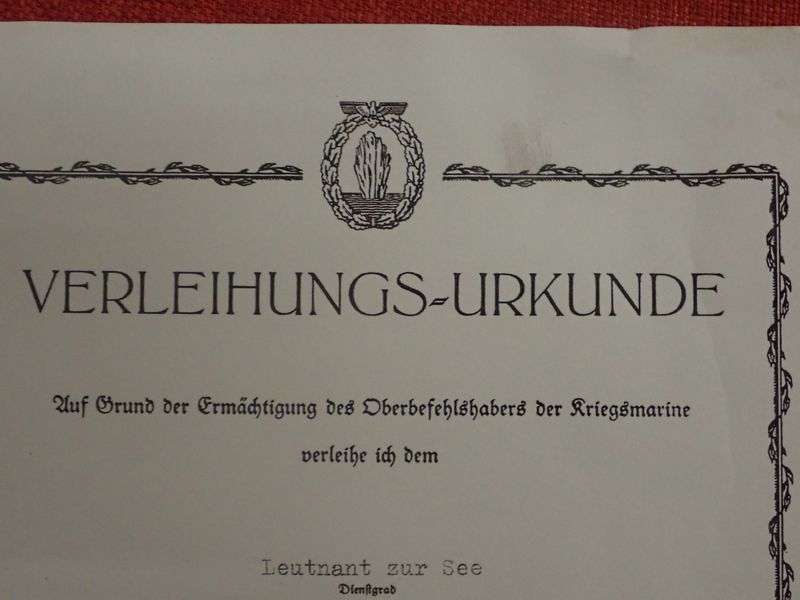 VERLEIHUNGS-URKUNDE
Auf Grund der Ermächtigung des Oberbefehlshabers der Kriegsmarine
verleihe ich dem
Leutnant zur See
Dienstgrad